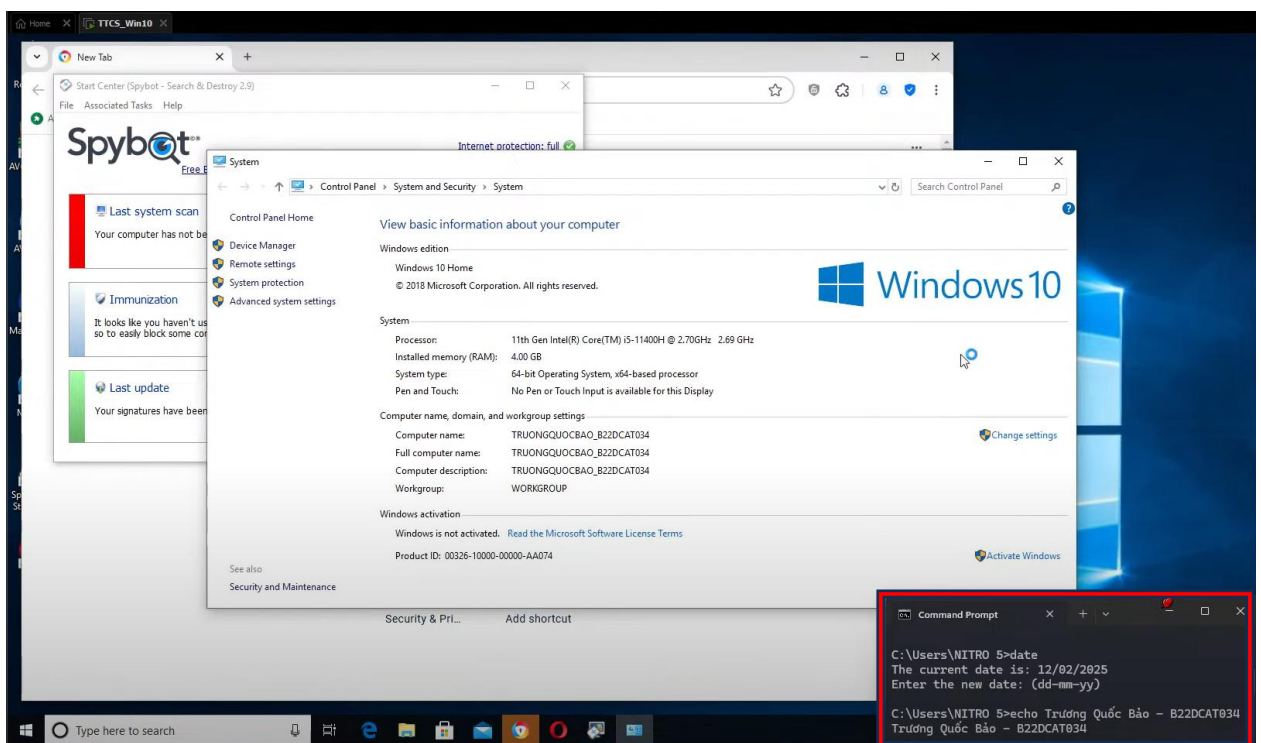 Home
TTCS_Win10
New Tab
Start Center (Spybot - Search & Destroy 2.9)
File Associated Tasks Help
Spybot
Internet protection: full
Free
Last system scan
Your computer has not be
Immunization
It looks like you haven't us
so to easily block some co
Last update
Your signatures have been
System
Control Panel › System and Security › System
Search Control Panel
Control Panel Home
Device Manager
Remote settings
System protection
Advanced system settings
View basic information about your computer
Windows edition
Windows 10 Home
© 2018 Microsoft Corporation. All rights reserved.
Windows 10
System
Processor: 11th Gen Intel(R) Core(TM) i5-11400H @ 2.70GHz 2.69 GHz
Installed memory (RAM): 4.00 GB
System type: 64-bit Operating System, x64-based processor
Pen and Touch: No Pen or Touch Input is available for this Display
Computer name, domain, and workgroup settings
Computer name: TRUONGQUOCBAO_B22DCAT034
Change settings
Full computer name: TRUONGQUOCBAO_B22DCAT034
Computer description: TRUONGQUOCBAO_B22DCAT034
Workgroup: WORKGROUP
Windows activation
Windows is not activated. Read the Microsoft Software License Terms
Product ID: 00326-10000-00000-AA074
Activate Windows
See also
Security and Maintenance
Security & Pri...
Add shortcut
Command Prompt
C:\Users\NITRO 5>date
The current date is: 12/02/2025
Enter the new date: (dd-mm-yy)
C:\Users\NITRO 5>echo Trương Quốc Bảo - B22DCAT034
Trương Quốc Bảo - B22DCAT034
Type here to search